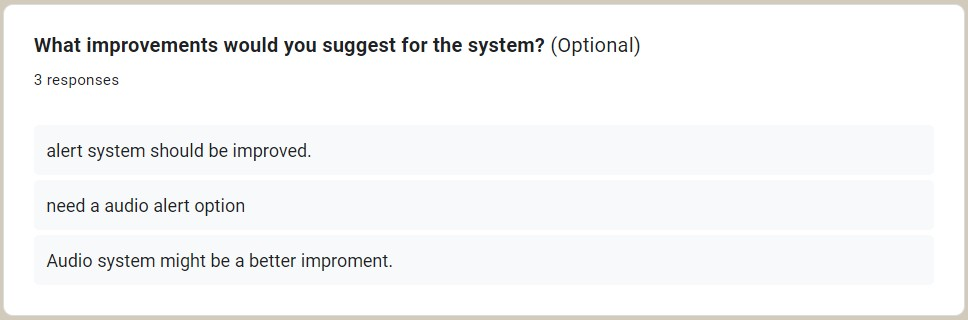 What improvements would you suggest for the system? (Optional)
3 responses
alert system should be improved.
need a audio alert option
Audio system might be a better improment.